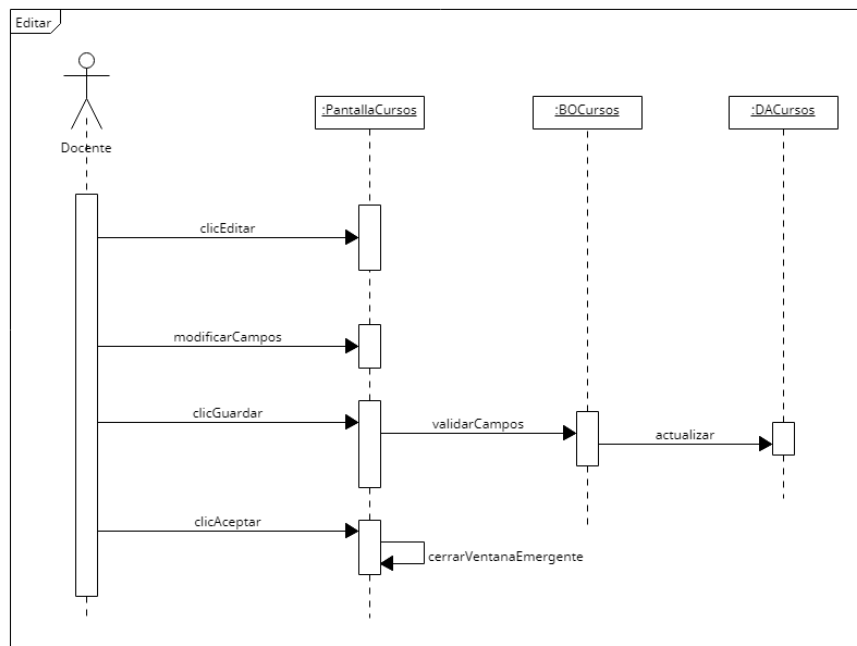 Editar
Docente
:PantallaCursos
:BOCursos
:DACursos
clicEditar
modificarCampos
clicGuardar
validarCampos
actualizar
clicAceptar
cerrarVentanaEmergente